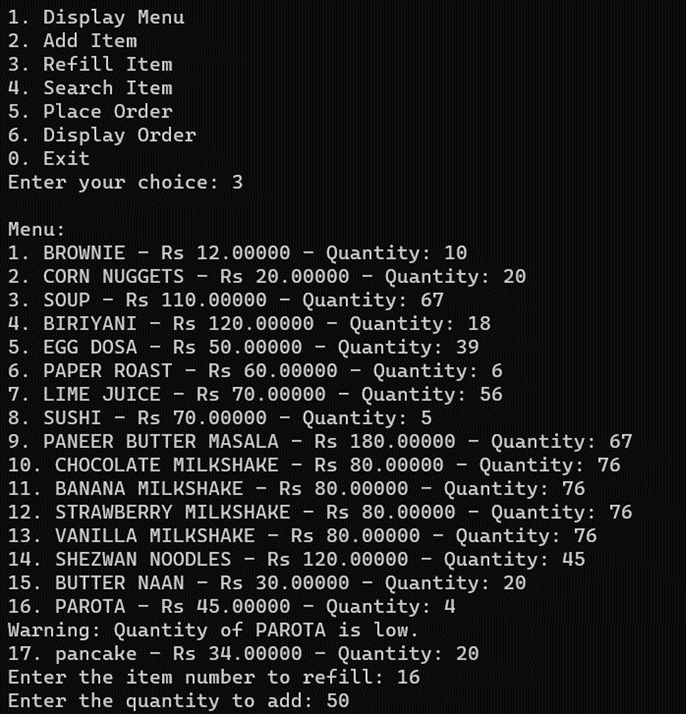 1. Display Menu
2. Add Item
3. Refill Item
4. Search Item
5. Place Order
6. Display Order
0. Exit
Enter your choice: 3
Menu:
1. BROWNIE - Rs 12.00000 - Quantity: 10
2. CORN NUGGETS - Rs 20.00000 - Quantity: 20
3. SOUP - Rs 110.00000 - Quantity: 67
4. BIRIYANI - Rs 120.00000 - Quantity: 18
5. EGG DOSA - Rs 50.00000 - Quantity: 39
6. PAPER ROAST - Rs 60.00000 - Quantity: 6
7. LIME JUICE - Rs 70.00000 - Quantity: 56
8. SUSHI - Rs 70.00000 - Quantity: 5
9. PANEER BUTTER MASALA - Rs 180.00000 - Quantity: 67
10. CHOCOLATE MILKSHAKE - Rs 80.00000 - Quantity: 76
11. BANANA MILKSHAKE - Rs 80.00000 - Quantity: 76
12. STRAWBERRY MILKSHAKE - Rs 80.00000 - Quantity: 76
13. VANILLA MILKSHAKE - Rs 80.00000 - Quantity: 76
14. SHEZWAN NOODLES - Rs 120.00000 - Quantity: 45
15. BUTTER NAAN - Rs 30.00000 - Quantity: 20
16. PAROTA - Rs 45.00000 - Quantity: 4
Warning: Quantity of PAROTA is low.
17. pancake - Rs 34.00000 - Quantity: 20
Enter the item number to refill: 16
Enter the quantity to add: 50